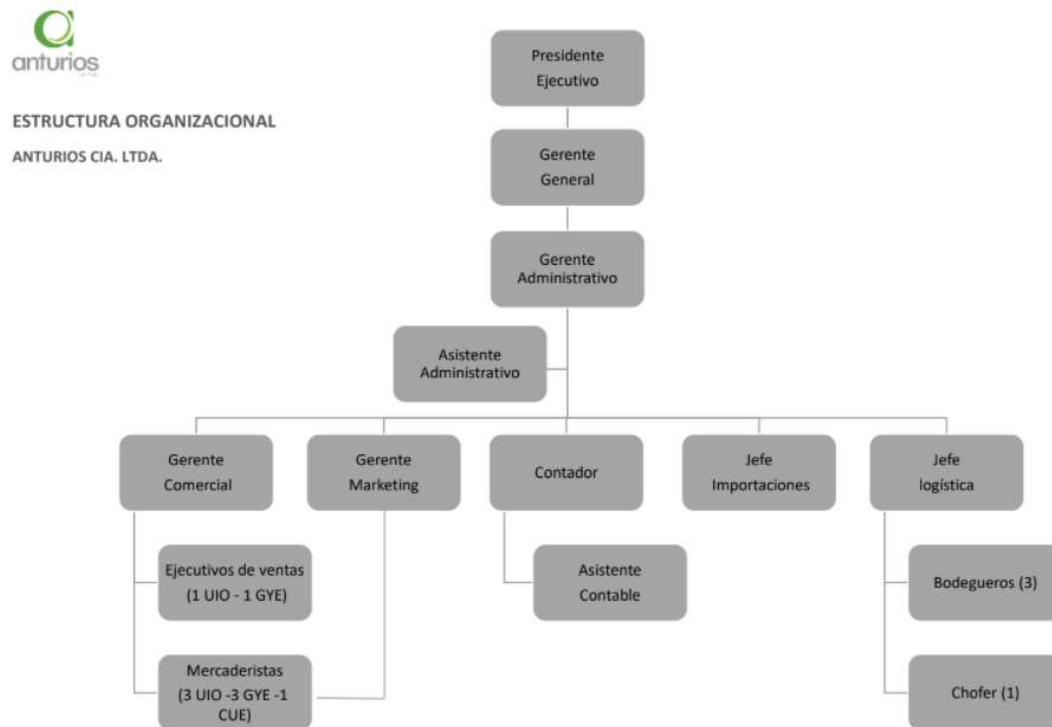 anturios
ESTRUCTURA ORGANIZACIONAL
ANTURIOS CIA. LTDA.
Presidente
Ejecutivo
Gerente
General
Gerente
Administrativo
Asistente
Administrativo
Gerente
Comercial
Gerente
Marketing
Contador
Jefe
Importaciones
Jefe
logística
Ejecutivos de ventas
(1 UIO - 1 GYE)
Asistente
Contable
Bodegueros (3)
Mercaderistas
(3 UIO -3 GYE -1
CUE)
Chofer (1)